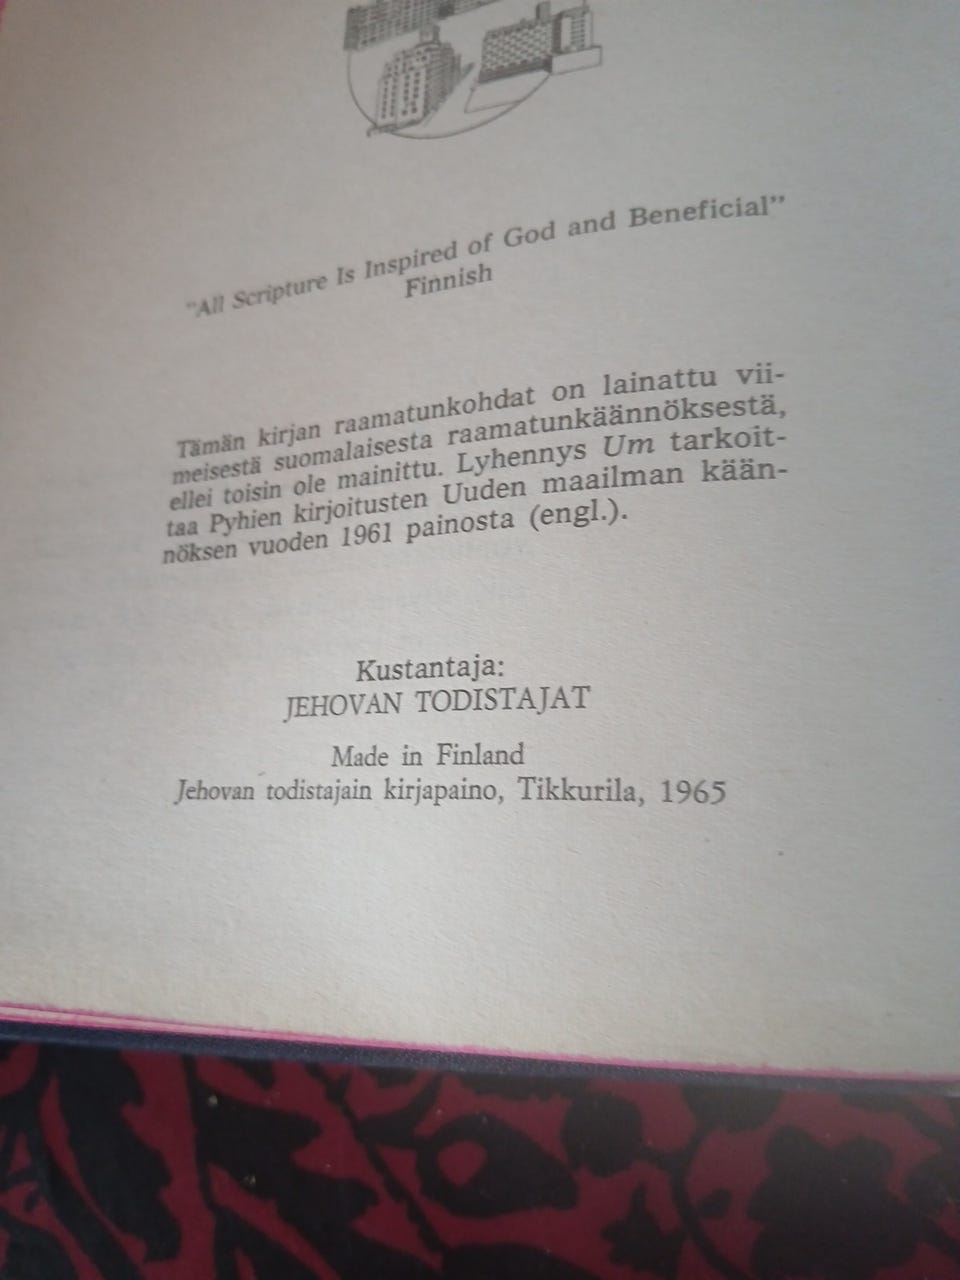 "All Scripture Is Inspired of God and Beneficial"
Finnish
Tämän kirjan raamatunkohdat on lainattu vii-
meisestä suomalaisesta raamatunkäännöksestä,
ellei toisin ole mainittu. Lyhennys Um tarkoit-
taa Pyhien kirjoitusten Uuden maailman kään-
nöksen vuoden 1961 painosta (engl.).
Kustantaja:
JEHOVAN TODISTAJAT
Made in Finland
Jehovan todistajain kirjapaino, Tikkurila, 1965